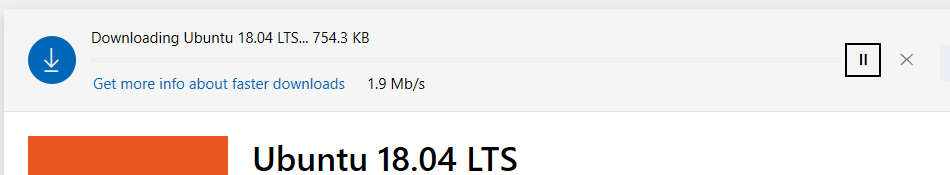 Downloading Ubuntu 18.04 LTS... 754.3 KB
Get more info about faster downloads 1.9 Mb/s
Ubuntu 18.04 LTS